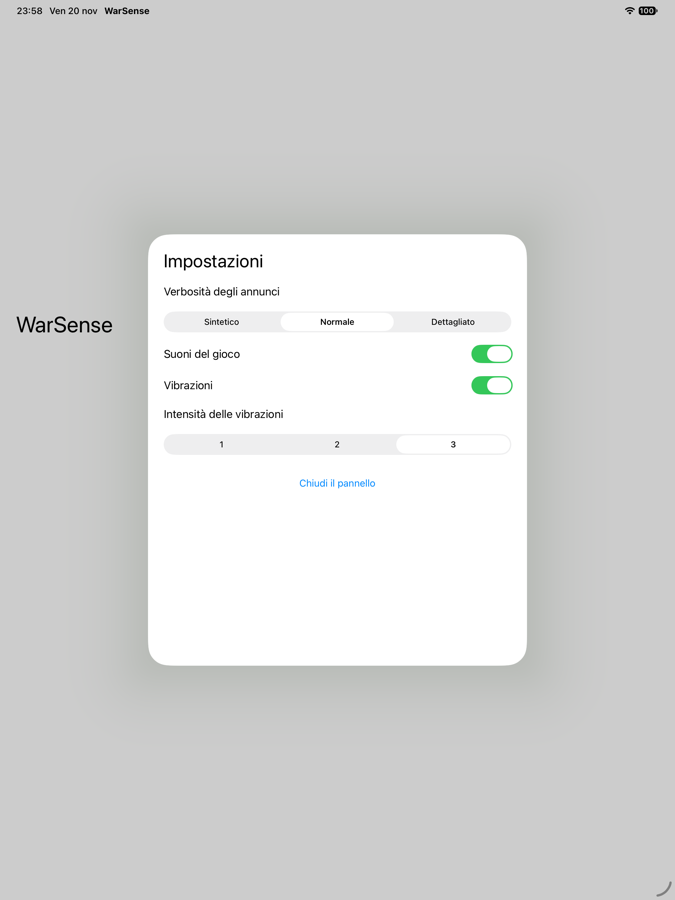 23:58 Ven 20 nov WarSense
100
Impostazioni
Verbosità degli annunci
WarSense
Sintetico Normale Dettagliato
Suoni del gioco
Vibrazioni
Intensità delle vibrazioni
1 2 3
Chiudi il pannello